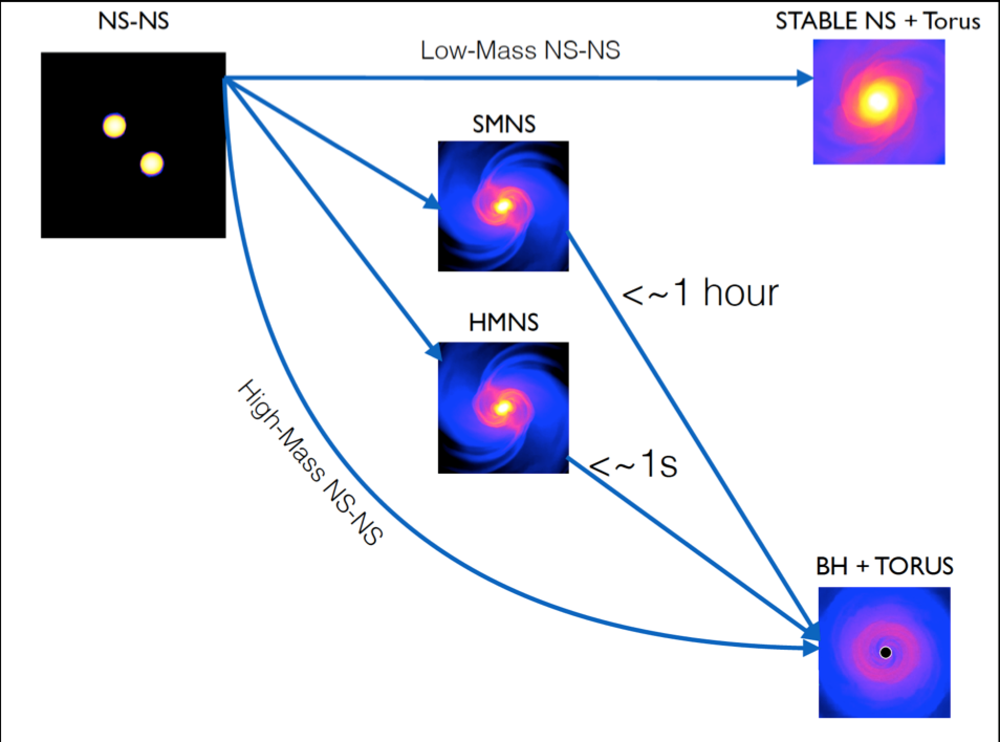 NS-NS
STABLE NS + Torus
Low-Mass NS-NS
SMNS
<~1 hour
HMNS
<~1s
High-Mass NS-NS
BH + TORUS